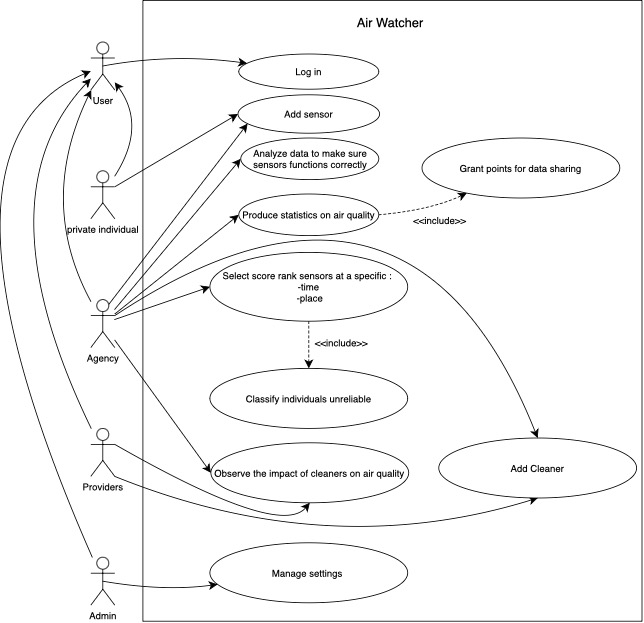 Air Watcher
Log in
User
Add sensor
Analyze data to make sure
sensors functions correctly
Grant points for data sharing
Produce statistics on air quality
<<include>>
private individual
Select score rank sensors at a specific :
-time
-place
Agency
<<include>>
Classify individuals unreliable
Observe the impact of cleaners on air quality
Add Cleaner
Providers
Manage settings
Admin